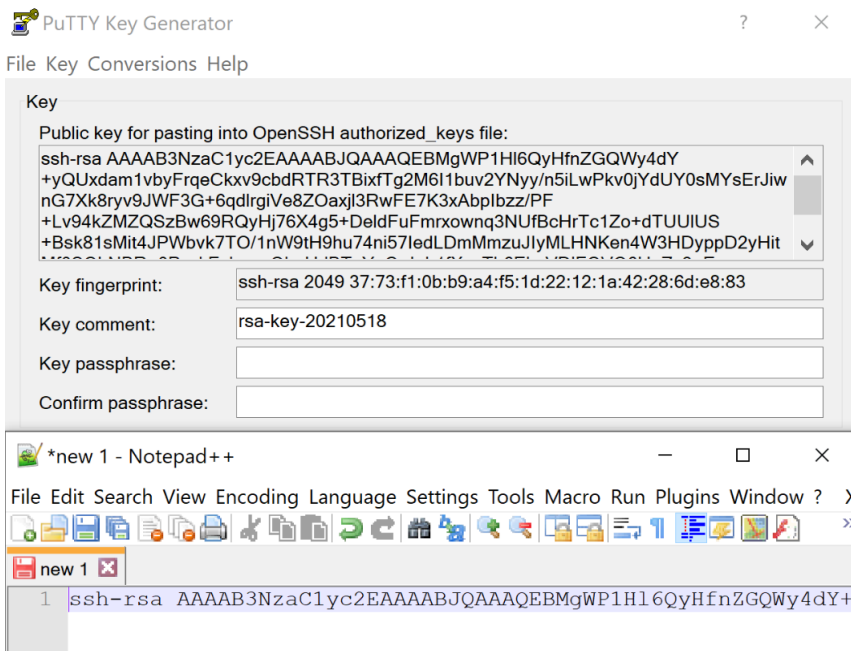 PuTTY Key Generator ?
File Key Conversions Help
Key
Public key for pasting into OpenSSH authorized_keys file:
ssh-rsa AAAAB3NzaC1yc2EAAAABJQAAAQEBMgWP1Hl6QyHfnZGQWy4dY
+yQUxdam1vbyFrqeCkxv9cbdRTR3TBixfTg2M6I1buv2YNyy/n5iLwPkv0jYdUY0sMYsErJiw
nG7Xk8ryv9JWF3G+6qdlrgiVe8ZOaxjl3RwFE7K3xAbpIbzz/PF
+Lv94kZMZQSzBw69RQyHj76X4g5+DeldFuFmrxownq3NUfBcHrTc1Zo+dTUUlUS
+Bsk81sMit4JPWbvk7TO/1nW9tH9hu74ni57IedLDmMmzuJIyMLHNKen4W3HDyppD2yHit
Key fingerprint: ssh-rsa 2049 37:73:f1:0b:b9:a4:f5:1d:22:12:1a:42:28:6d:e8:83
Key comment: rsa-key-20210518
Key passphrase:
Confirm passphrase:
*new 1 - Notepad++
File Edit Search View Encoding Language Settings Tools Macro Run Plugins Window ?
new 1
1 ssh-rsa AAAAB3NzaC1yc2EAAAABJQAAAQEBMgWP1Hl6QyHfnZGQWy4dY+